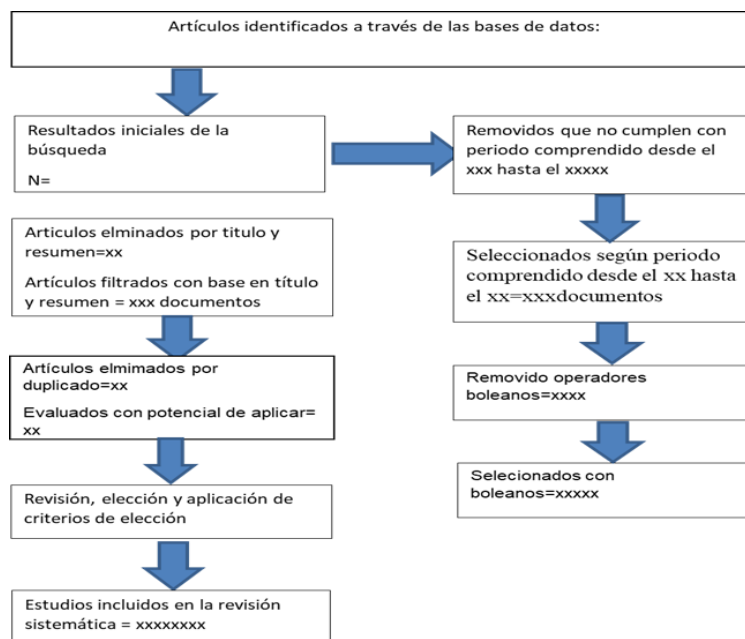 Artículos identificados a través de las bases de datos:
Resultados iniciales de la
búsqueda
N=
Removidos que no cumplen con
periodo comprendido desde el
xxx hasta el xxxxx
Articulos elminados por titulo y
resumen=xx
Artículos filtrados con base en título
y resumen = xxx documentos
Seleccionados según periodo
comprendido desde el xx hasta
el xx=xxxdocumentos
Artículos elmimados por
duplicado=xx
Evaluados con potencial de aplicar=
xx
Removido operadores
boleanos=xxxx
Revisión, elección y aplicación de
criterios de elección
Selecionados con
boleanos=xxxxx
Estudios incluidos en la revisión
sistemática = xxxxxxxx